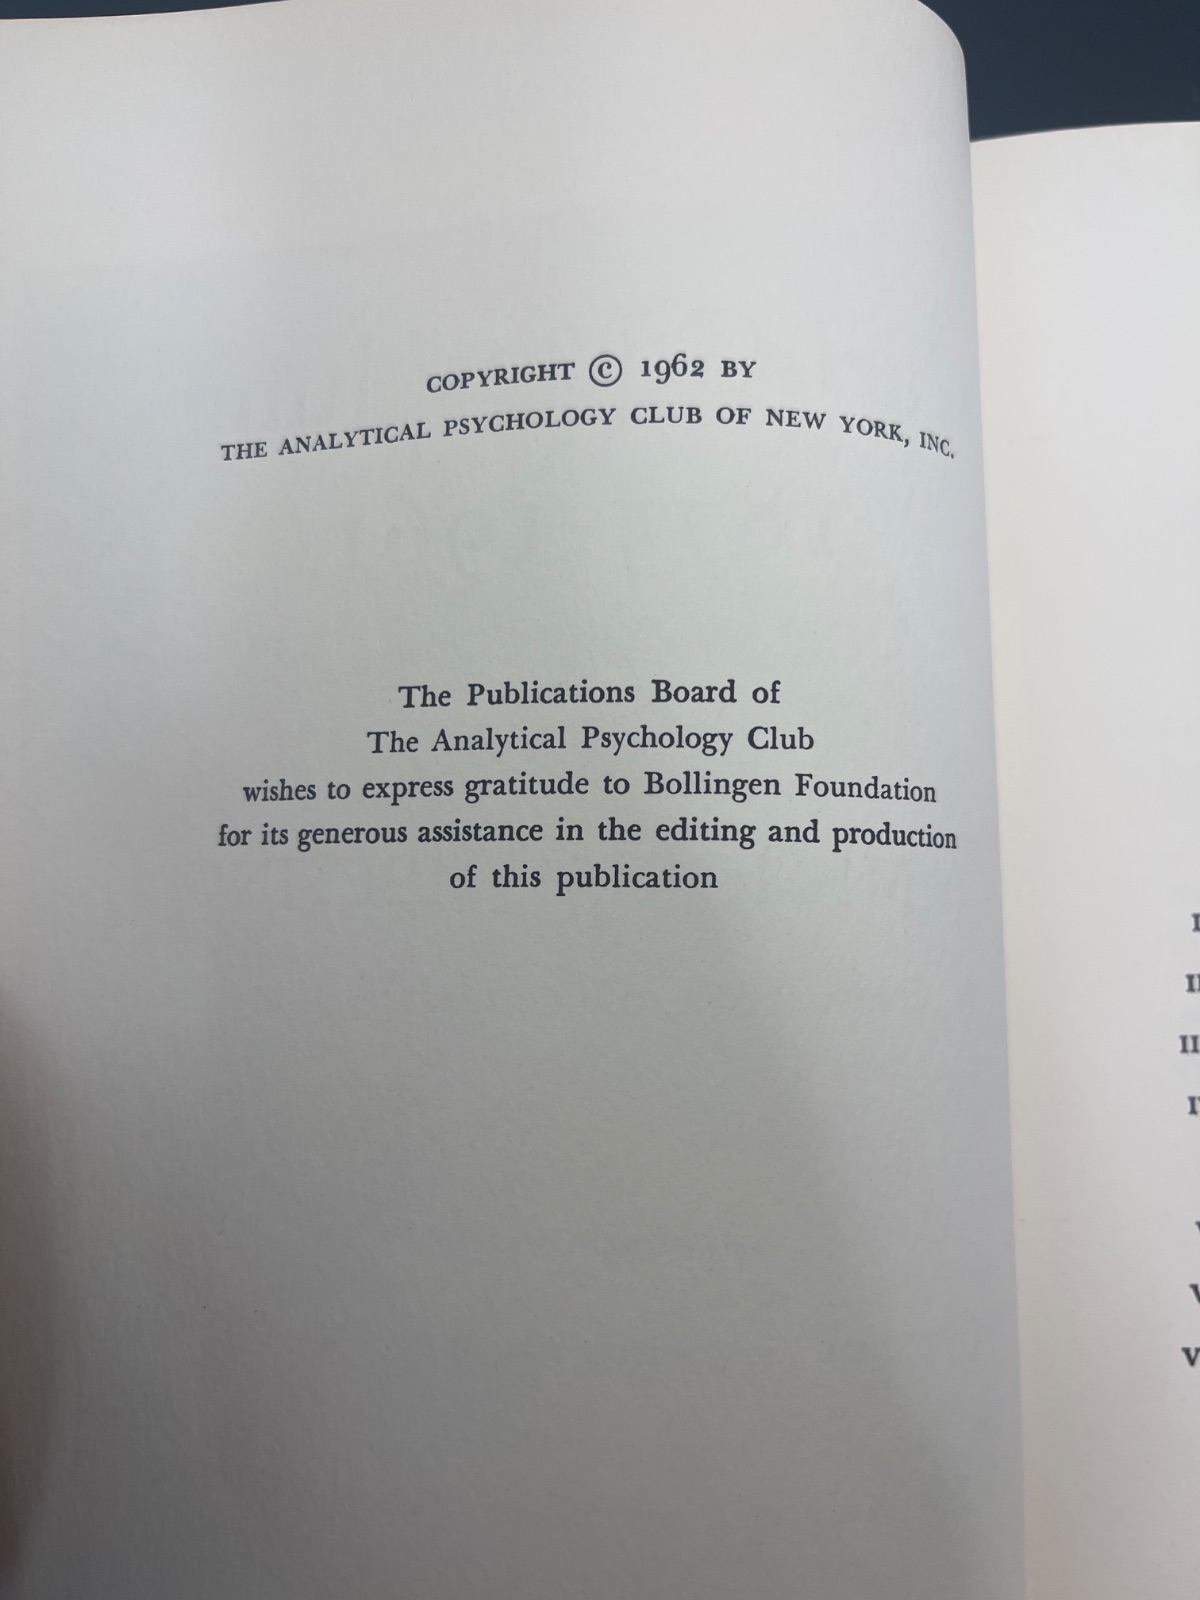 COPYRIGHT © 1962 BY
THE ANALYTICAL PSYCHOLOGY CLUB OF NEW YORK, INC.
The Publications Board of
The Analytical Psychology Club
wishes to express gratitude to Bollingen Foundation
for its generous assistance in the editing and production
of this publication